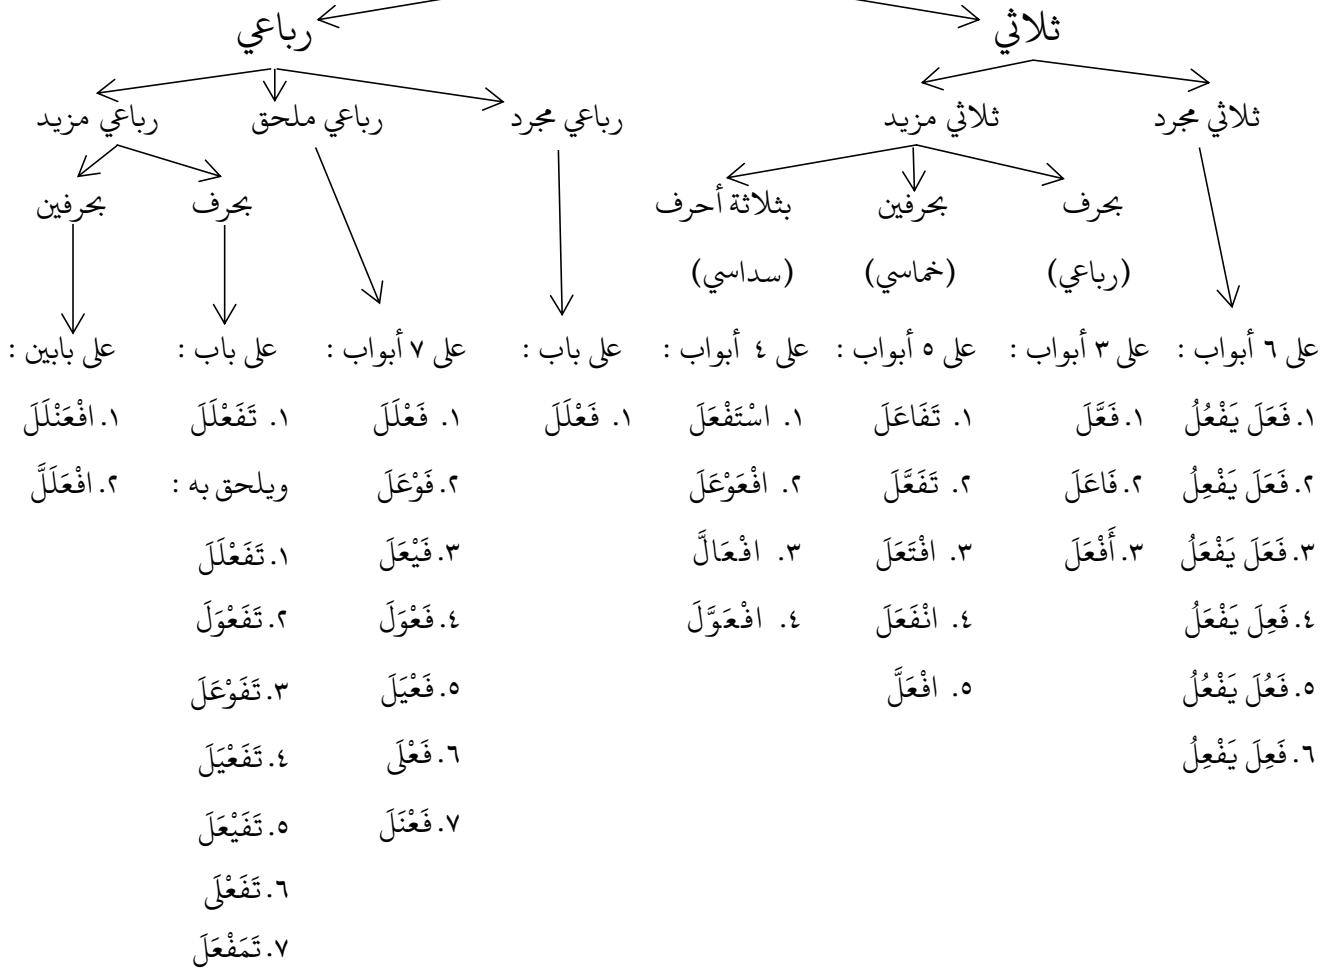 ثلاثي رباعي
ثلاثي مجرد ثلاثي مزيد رباعي مجرد رباعي ملحق رباعي مزيد
بحرف بحرفين بثلاثة أحرف بحرف بحرفين
(رباعي) (خماسي) (سداسي)
على ٦ أبواب : على ٣ أبواب : على ٥ أبواب : على ٤ أبواب : على باب : على ٧ أبواب : على باب : على بابين :
١. فَعَلَ يَفْعُلُ ١. فَعَّلَ ١. تَفَاعَلَ ١. اسْتَفْعَلَ ١. فَعْلَلَ ١. فَعْلَلَ ١. تَفَعْلَلَ ١. افْعَنْلَلَ
٢. فَعَلَ يَفْعِلُ ٢. فَاعَلَ ٢. تَفَعَّلَ ٢. افْعَوْعَلَ ٢. فَوْعَلَ ويلحق به : ٢. افْعَلَلَّ
٣. فَعَلَ يَفْعَلُ ٣. أَفْعَلَ ٣. افْتَعَلَ ٣. افْعَالَّ ٣. فَيْعَلَ ١. تَفَعْلَلَ
٤. فَعِلَ يَفْعَلُ ٤. انْفَعَلَ ٤. افْعَوَّلَ ٤. فَعْوَلَ ٢. تَفَعْوَلَ
٥. فَعُلَ يَفْعُلُ ٥. افْعَلَّ ٥. فَعْيَلَ ٣. تَفَوْعَلَ
٦. فَعِلَ يَفْعِلُ ٦. فَعْلَى ٤. تَفَعْيَلَ
٧. فَعْنَلَ ٥. تَفَيْعَلَ
٦. تَفَعْلَى
٧. تَمَفْعَلَ